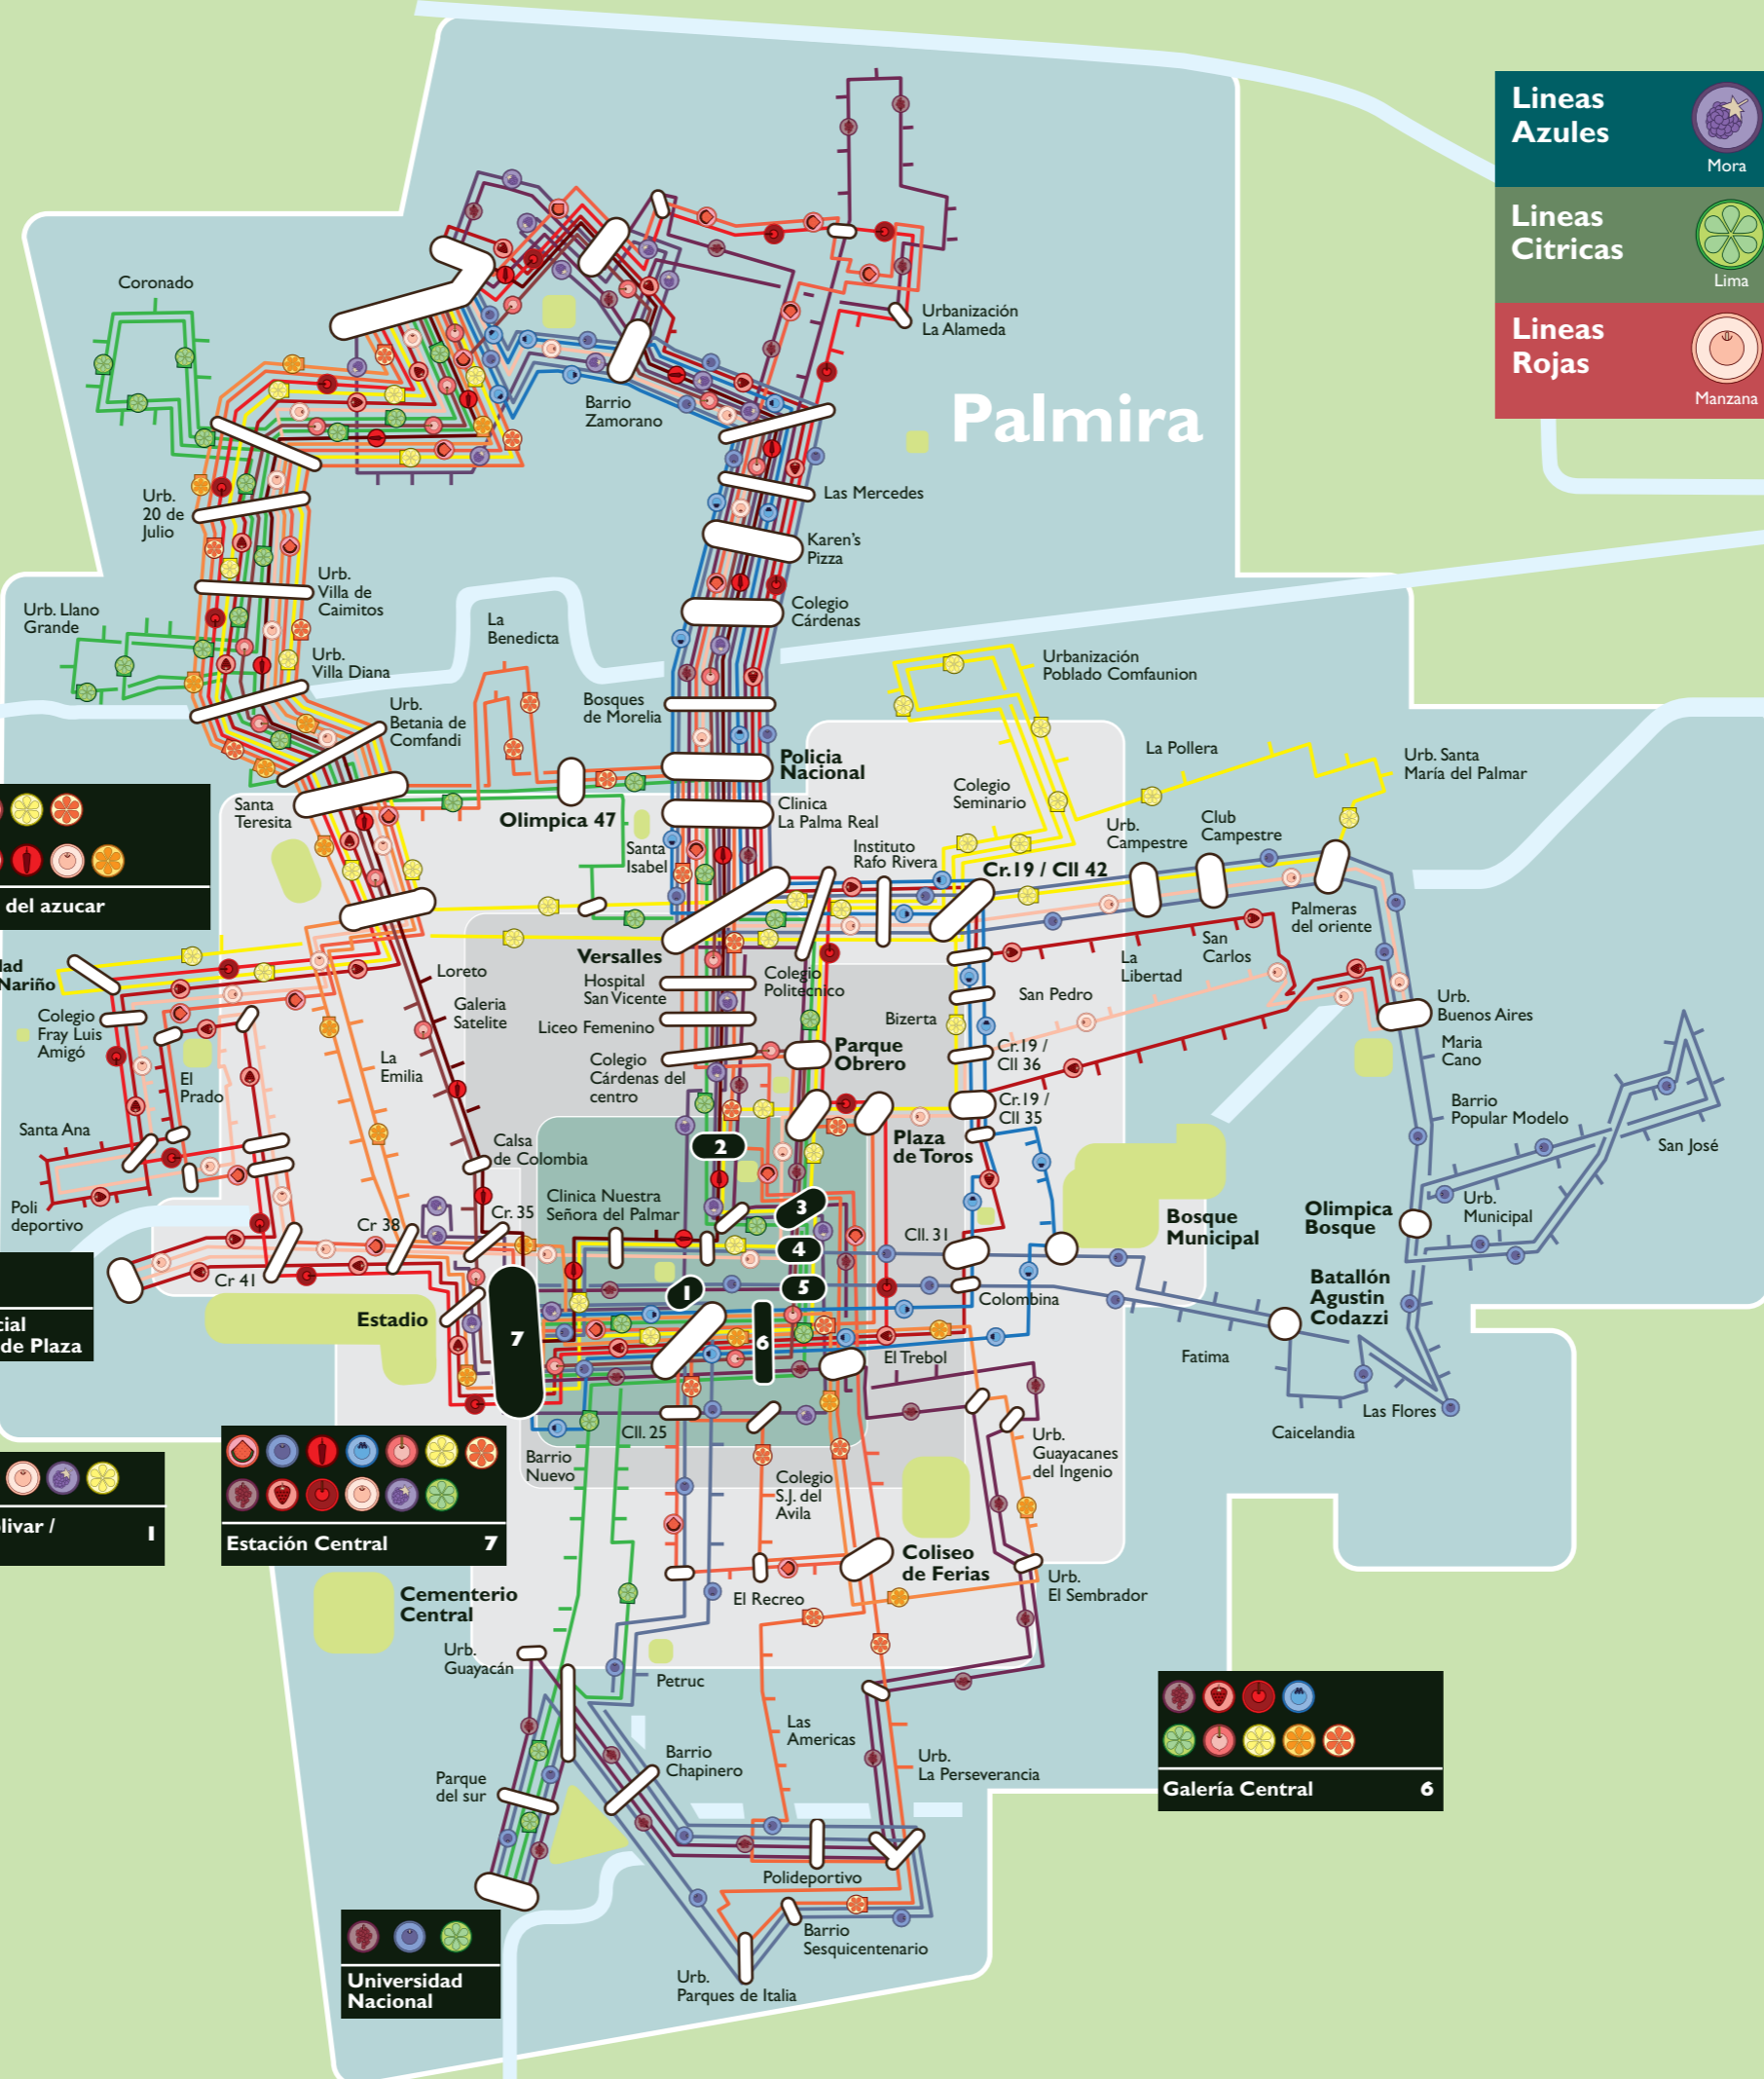 Lineas
Azules
Mora
Lineas
Citricas
Lima
Lineas
Rojas
Manzana
Palmira
Coronado
Urbanización
La Alameda
Barrio
Zamorano
Las Mercedes
Urb.
20 de
Julio
Karen's
Pizza
Urb.
Villa de
Caimitos
Colegio
Cárdenas
Urb. Llano
Grande
La
Benedicta
Urb.
Villa Diana
Urbanización
Poblado Comfaunion
Bosques
de Morelia
Urb.
Betania de
Comfandi
La Pollera
Urb. Santa
María del Palmar
Policia
Nacional
Colegio
Seminario
Santa
Teresita
Olimpica 47
Clinica
La Palma Real
Urb.
Campestre
Club
Campestre
Santa
Isabel
Instituto
Rafo Rivera
Cr.19 / Cll 42
del azucar
Palmeras
del oriente
Versalles
San
Carlos
La
Libertad
dad
Nariño
Loreto
Hospital
San Vicente
Colegio
Politecnico
San Pedro
Galeria
Satelite
Liceo Femenino
Bizerta
Urb.
Buenos Aires
Colegio
Fray Luis
Amigó
Maria
Cano
La
Emilia
Colegio
Cárdenas del
centro
Parque
Obrero
Cr.19 /
Cll 36
El
Prado
Cr.19 /
Cll 35
Barrio
Popular Modelo
Santa Ana
Calsa
de Colombia
2
Plaza
de Toros
San José
Poli
deportivo
Clinica Nuestra
Señora del Palmar
3
Urb.
Municipal
Cr 38
Cr. 35
Cll. 31
Bosque
Municipal
Olimpica
Bosque
4
Cr 41
1
5
Colombina
Batallón
Agustin
Codazzi
cial
de Plaza
Estadio
7
6
El Trebol
Fatima
Las Flores
Caicelandia
Cll. 25
Barrio
Nuevo
Urb.
Guayacanes
del Ingenio
Colegio
S.J. del
Avila
livar /
1
Estación Central
7
Coliseo
de Ferias
Cementerio
Central
El Recreo
Urb.
El Sembrador
Urb.
Guayacán
Petruc
Las
Americas
Barrio
Chapinero
Urb.
La Perseverancia
Parque
del sur
Galería Central
6
Polideportivo
Barrio
Sesquicentenario
Universidad
Nacional
Urb.
Parques de Italia